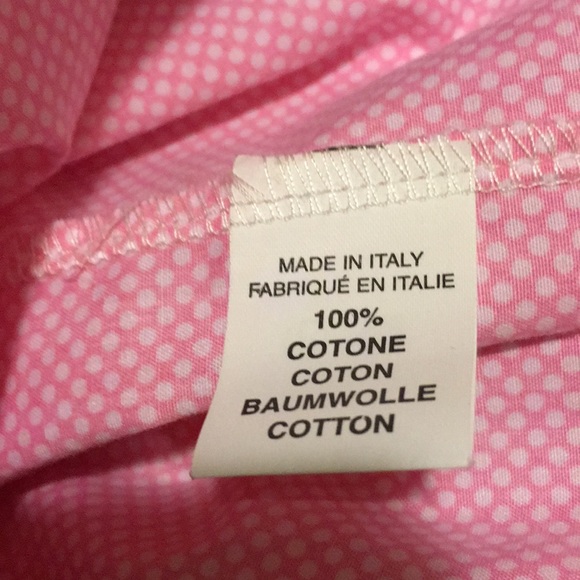 MADE IN ITALY
FABRIQUÉ EN ITALIE
100%
COTONE
COTON
BAUMWOLLE
COTTON